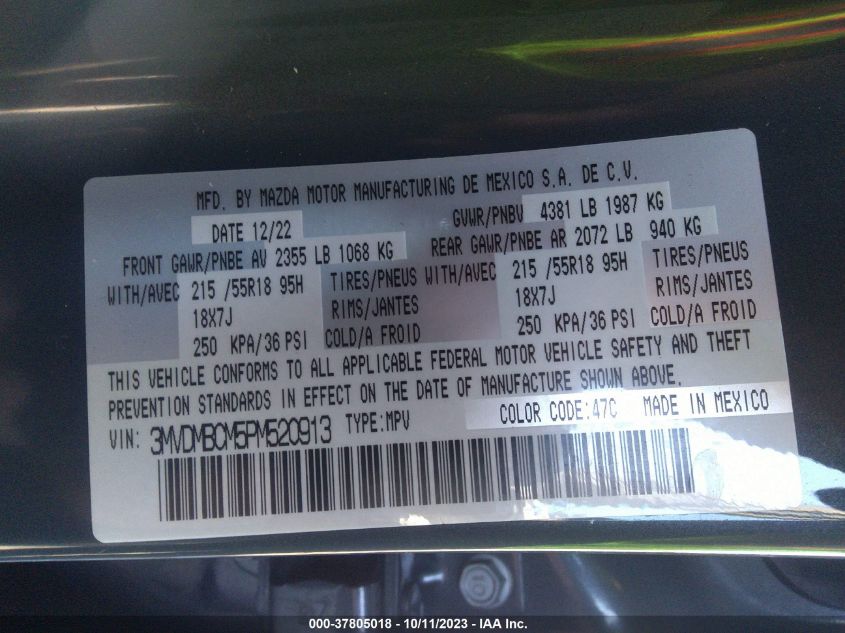 MFD. BY MAZDA MOTOR MANUFACTURING DE MEXICO S.A. DE C.V.
DATE 12/22 GVWR/PNBV 4381 LB 1987 KG
FRONT GAWR/PNBE AV 2355 LB 1068 KG REAR GAWR/PNBE AR 2072 LB 940 KG
WITH/AVEC 215 /55R18 95H TIRES/PNEUS WITH/AVEC 215 /55R18 95H TIRES/PNEUS
18X7J RIMS/JANTES 18X7J RIMS/JANTES
250 KPA/36 PSI COLD/A FROID 250 KPA/36 PSI COLD/A FROID
THIS VEHICLE CONFORMS TO ALL APPLICABLE FEDERAL MOTOR VEHICLE SAFETY AND THEFT
PREVENTION STANDARDS IN EFFECT ON THE DATE OF MANUFACTURE SHOWN ABOVE.
COLOR CODE:47C MADE IN MEXICO
VIN: 3MVDMBCM5PM520913 TYPE:MPV
000-37805018 - 10/11/2023 - IAA Inc.